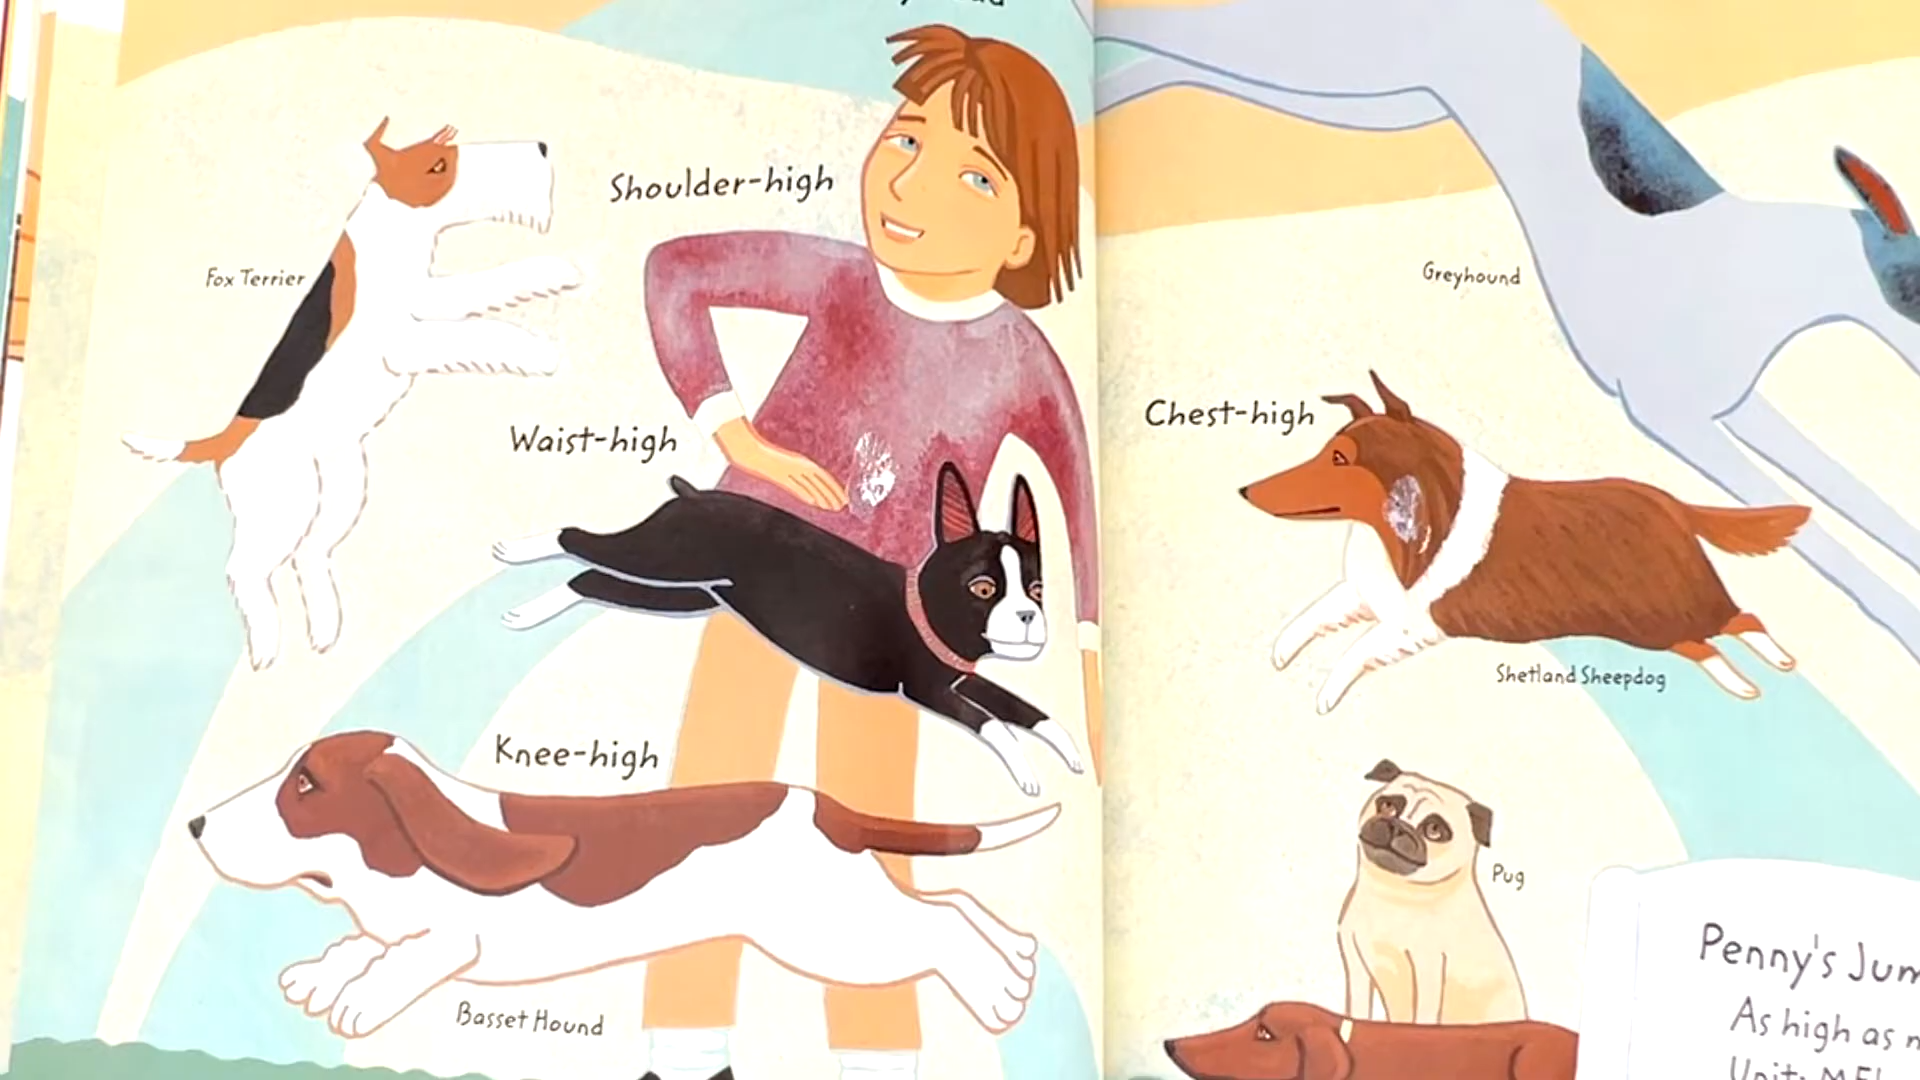 Shoulder-high
Fox Terrier
Waist-high
Knee-high
Basset Hound
Greyhound
Chest-high
Shetland Sheepdog
Pug
Penny's
As high as
Unit: